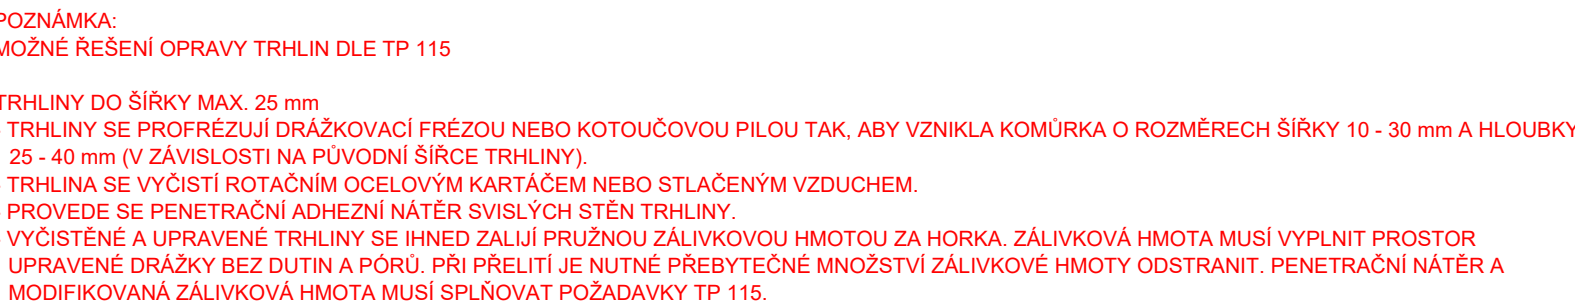 POZNÁMKA:
MOŽNÉ ŘEŠENÍ OPRAVY TRHLIN DLE TP 115
TRHLINY DO ŠÍŘKY MAX. 25 mm
TRHLINY SE PROFRÉZUJÍ DRÁŽKOVACÍ FRÉZOU NEBO KOTOUČOVOU PILOU TAK, ABY VZNIKLA KOMŮRKA O ROZMĚRECH ŠÍŘKY 10 - 30 mm A HLOUBKY
25 - 40 mm (V ZÁVISLOSTI NA PŮVODNÍ ŠÍŘCE TRHLINY).
TRHLINA SE VYČISTÍ ROTAČNÍM OCELOVÝM KARTÁČEM NEBO STLAČENÝM VZDUCHEM.
PROVEDE SE PENETRAČNÍ ADHEZNÍ NÁTĚR SVISLÝCH STĚN TRHLINY.
VYČISTĚNÉ A UPRAVENÉ TRHLINY SE IHNED ZALIJÍ PRUŽNOU ZÁLIVKOVOU HMOTOU ZA HORKA. ZÁLIVKOVÁ HMOTA MUSÍ VYPLNIT PROSTOR
UPRAVENÉ DRÁŽKY BEZ DUTIN A PÓRŮ. PŘI PŘELITÍ JE NUTNÉ PŘEBYTEČNÉ MNOŽSTVÍ ZÁLIVKOVÉ HMOTY ODSTRANIT. PENETRAČNÍ NÁTĚR A
MODIFIKOVANÁ ZÁLIVKOVÁ HMOTA MUSÍ SPLŇOVAT POŽADAVKY TP 115.